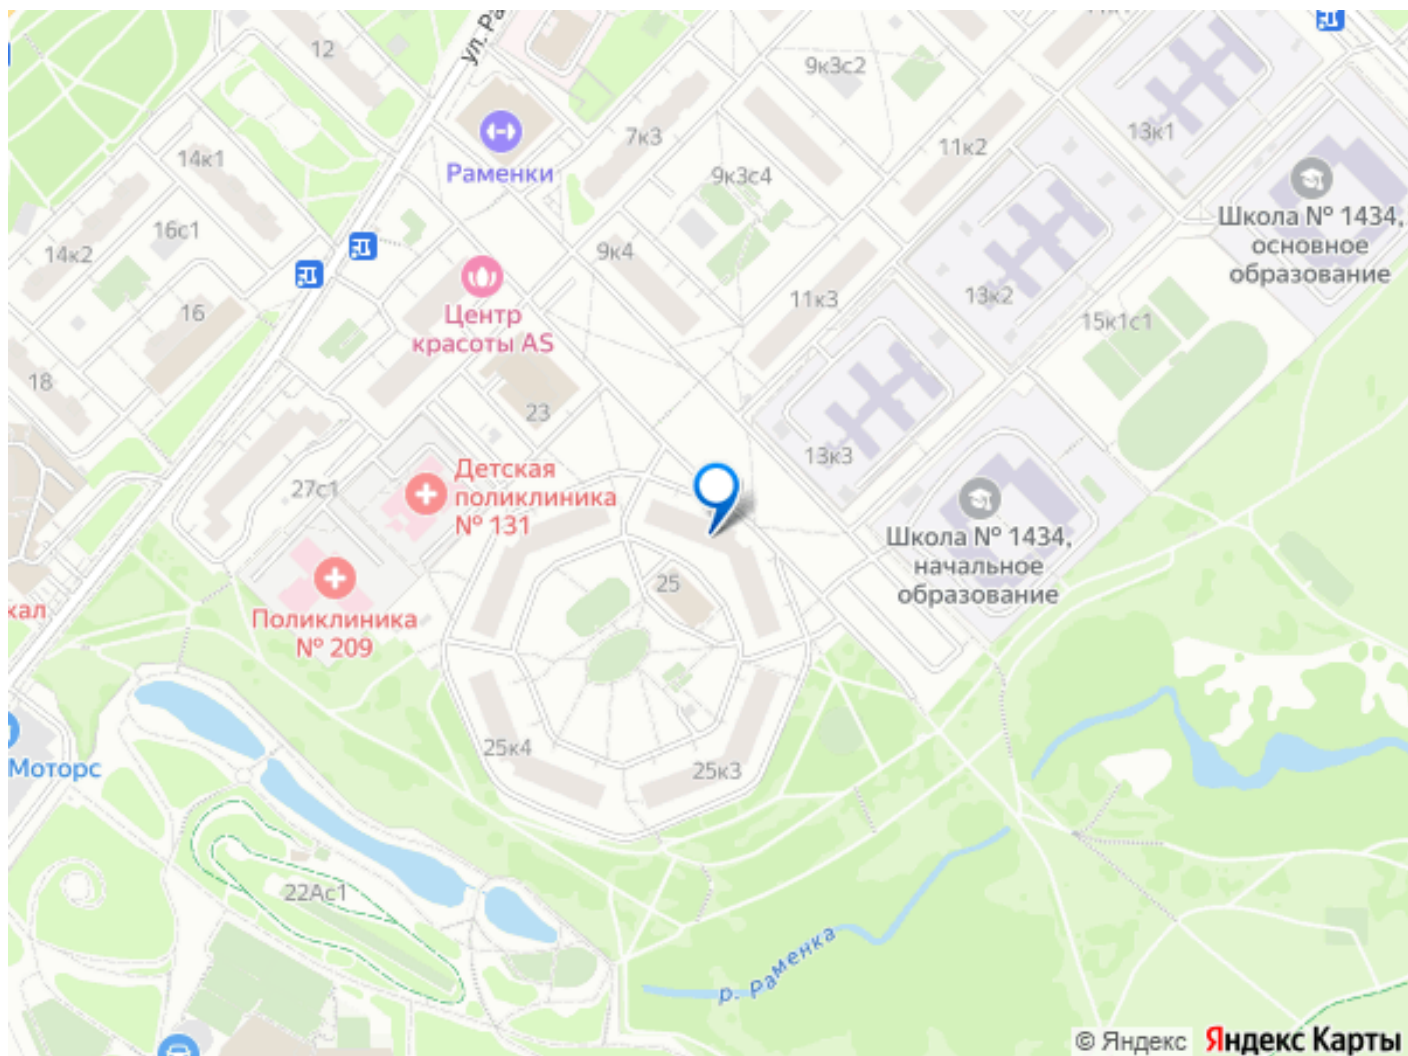 ул. Ра
12
9к3с2
13к1
7к3
11к2
Раменки
14к1
9к3с4
Школа № 1434,
основное
образование
16с1
14к2
9к4
13к2
11к3
16
Центр
красоты AS
15к1с1
18
23
13к3
Детская
поликлиника
№ 131
27с1
Школа № 1434,
начальное
образование
25
Поликлиника
№ 209
кал
25к4
25к3
Моторс
22Ас1
р. Раменка
© Яндекс Яндекс Карты